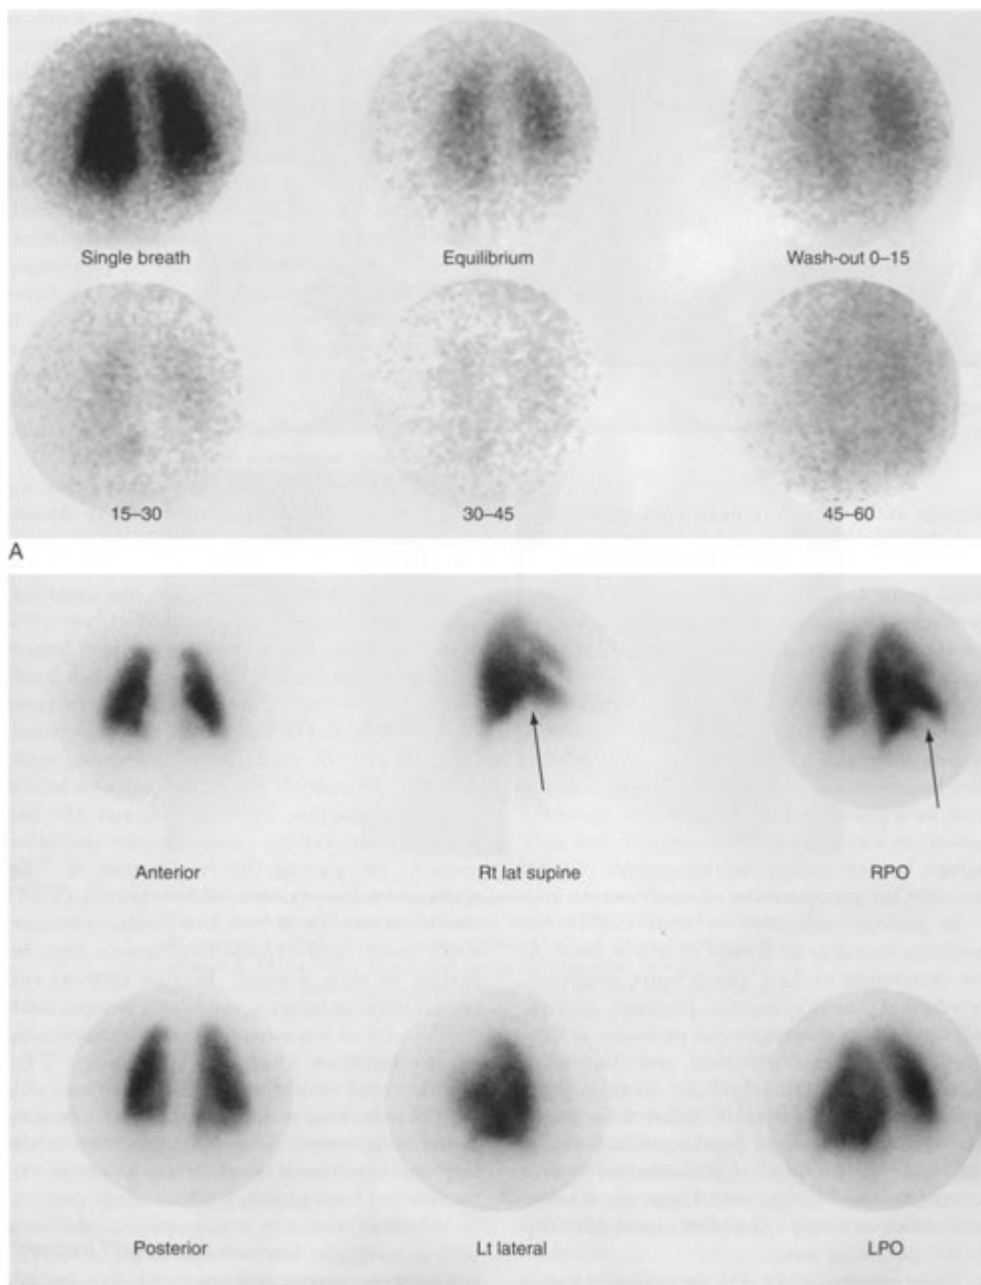 Single breath Equilibrium Wash-out 0–15
15–30 30–45 45–60
A
Anterior Rt lat supine RPO
Posterior Lt lateral LPO